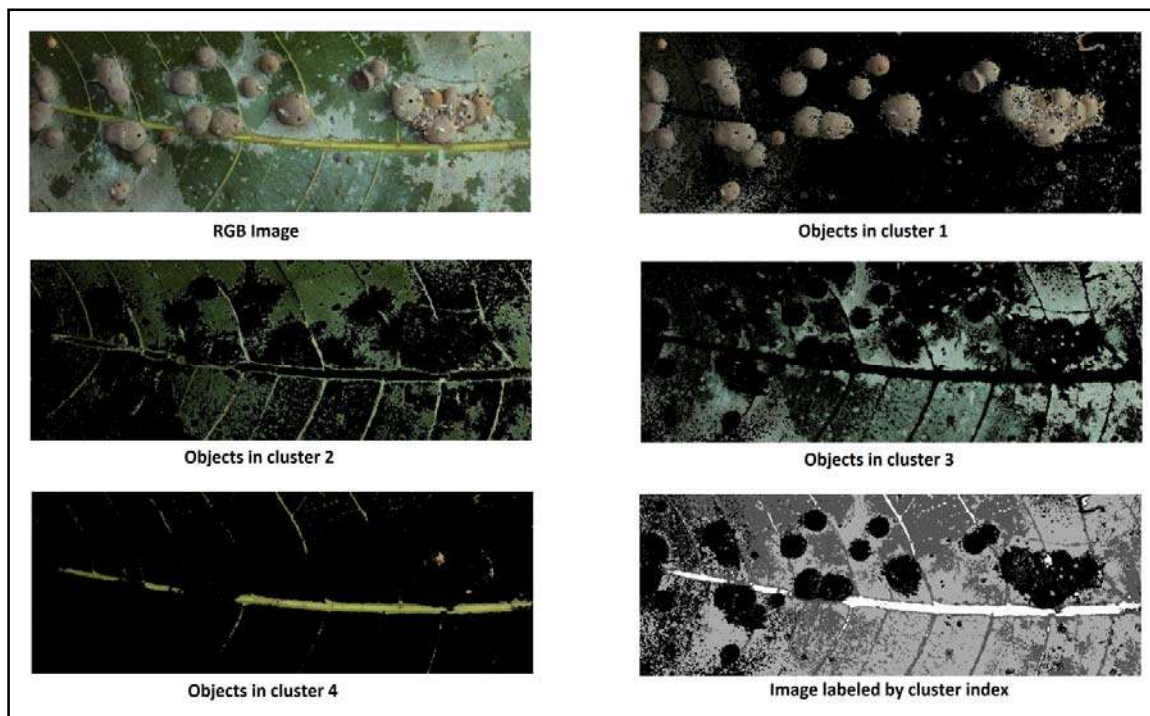 RGB Image
Objects in cluster 1
Objects in cluster 2
Objects in cluster 3
Objects in cluster 4
Image labeled by cluster index